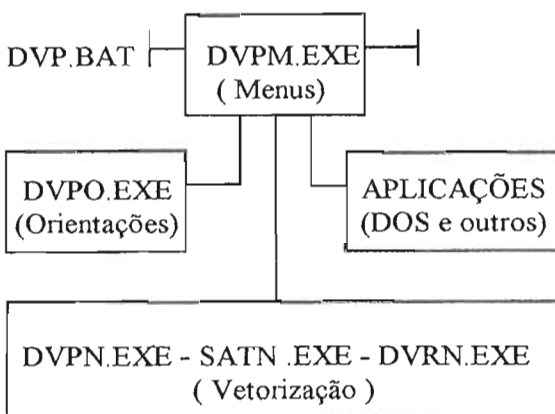 DVP.BAT
DVPM.EXE
( Menus)
DVPO.EXE
(Orientações)
APLICAÇÕES
(DOS e outros)
DVPN.EXE - SATN .EXE - DVRN.EXE
( Vetorização )